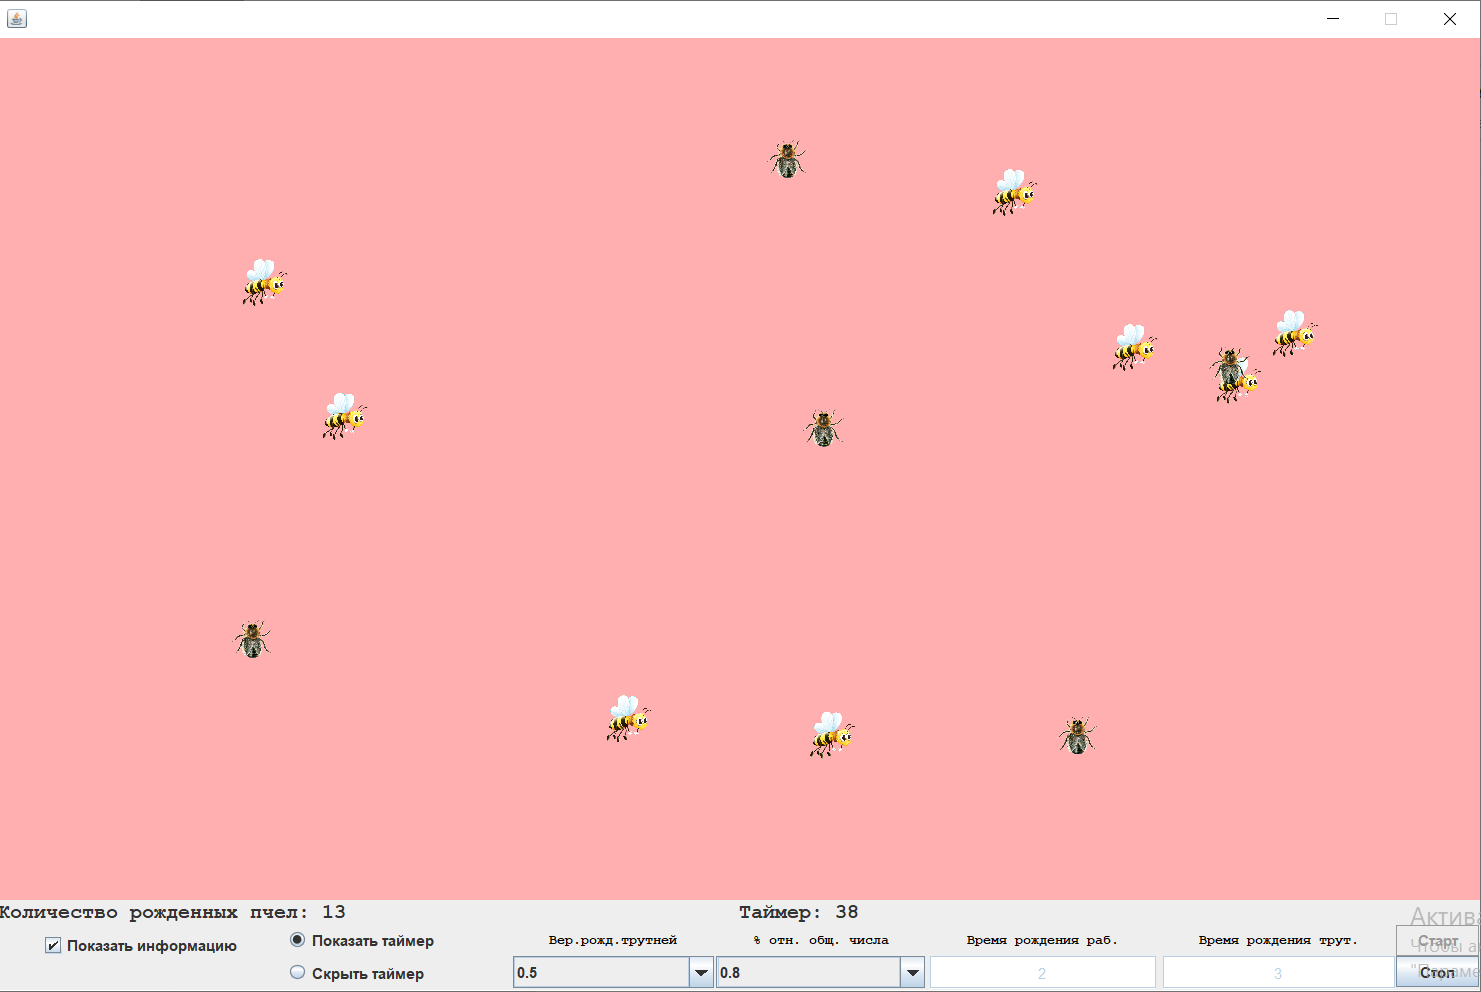 Количество рожденных пчел: 13
Таймер: 38
Показать информацию
Показать таймер
Скрыть таймер
Вер.рожд.трутней
0.5
% отн. общ. числа
0.8
Время рождения раб.
2
Время рождения трут.
3
Старт
Стоп